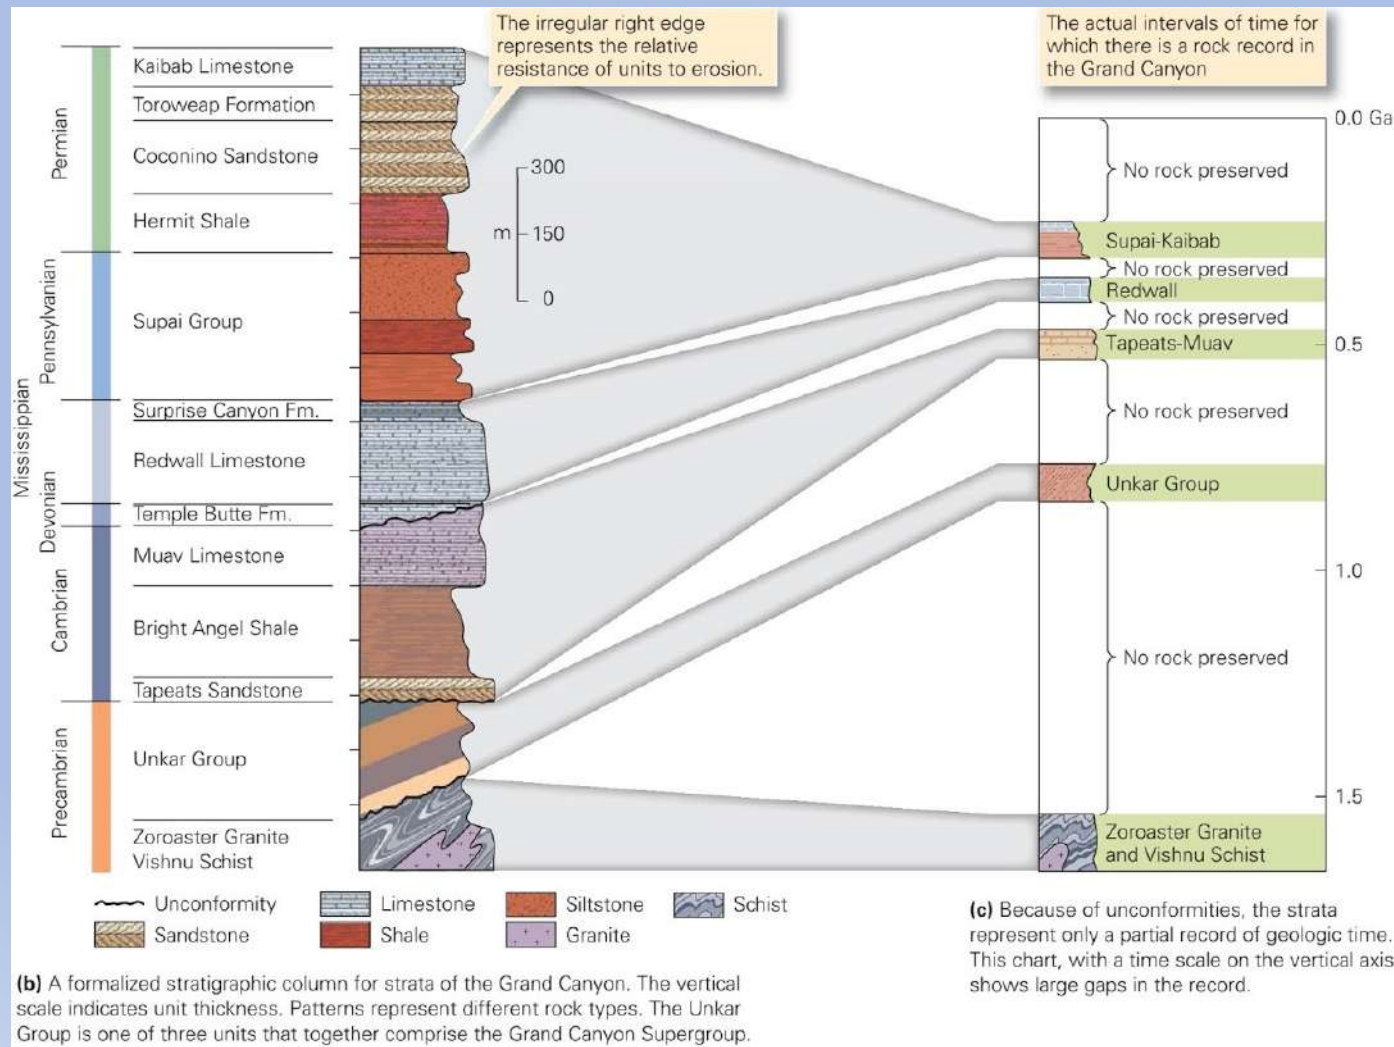 The irregular right edge
represents the relative
resistance of units to erosion.
The actual intervals of time for
which there is a rock record in
the Grand Canyon
Permian
Pennsylvanian
Mississippian
Devonian
Cambrian
Precambrian
Kaibab Limestone
Toroweap Formation
Coconino Sandstone
Hermit Shale
Supai Group
Surprise Canyon Fm.
Redwall Limestone
Temple Butte Fm.
Muav Limestone
Bright Angel Shale
Tapeats Sandstone
Unkar Group
Zoroaster Granite
Vishnu Schist
300
m 150
0
0.0 Ga
No rock preserved
Supai-Kaibab
No rock preserved
Redwall
No rock preserved
Tapeats-Muav
0.5
No rock preserved
Unkar Group
1.0
No rock preserved
1.5
Zoroaster Granite
and Vishnu Schist
Unconformity
Limestone
Siltstone
Schist
Sandstone
Shale
Granite
(b) A formalized stratigraphic column for strata of the Grand Canyon. The vertical
scale indicates unit thickness. Patterns represent different rock types. The Unkar
Group is one of three units that together comprise the Grand Canyon Supergroup.
(c) Because of unconformities, the strata
represent only a partial record of geologic time.
This chart, with a time scale on the vertical axis
shows large gaps in the record.